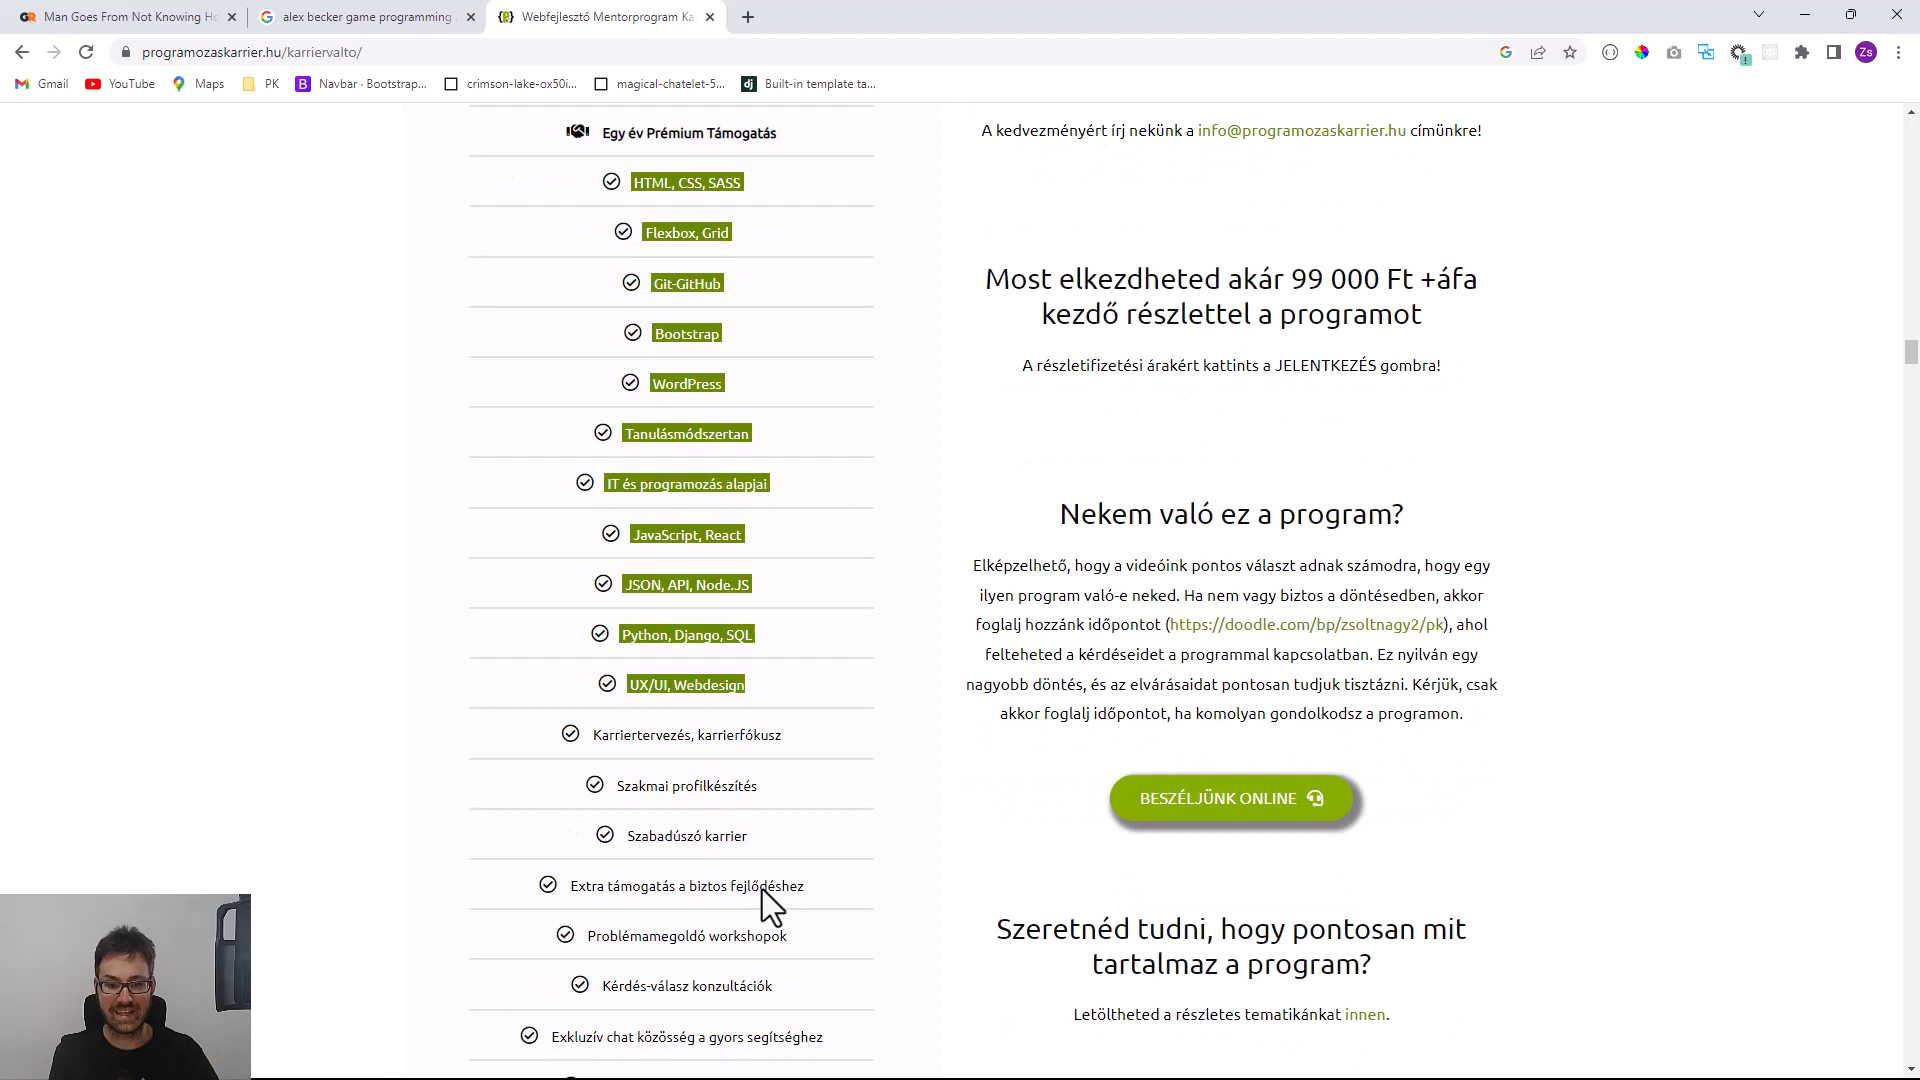 Man Goes From Not Knowing Ho
alex becker game programming
Webfejlesztő Mentorprogram Ka
programozaskarrier.hu/karriervalto/
Zs
Gmail
YouTube
Maps
PK
Navbar · Bootstrap...
crimson-lake-ox50i...
magical-chatelet-5...
Built-in template ta...
Egy év Prémium Támogatás
HTML, CSS, SASS
Flexbox, Grid
Git-GitHub
Bootstrap
WordPress
Tanulásmódszertan
IT és programozás alapjai
JavaScript, React
JSON, API, Node.JS
Python, Django, SQL
UX/UI, Webdesign
Karriertervezés, karrierfókusz
Szakmai profilkészítés
Szabadúszó karrier
Extra támogatás a biztos fejlődéshez
Problémamegoldó workshopok
Kérdés-válasz konzultációk
Exkluzív chat közösség a gyors segítséghez
A kedvezményért írj nekünk a info@programozaskarrier.hu címünkre!
Most elkezdheted akár 99 000 Ft +áfa
kezdő részlettel a programot
A részletifizetési árakért kattints a JELENTKEZÉS gombra!
Nekem való ez a program?
Elképzelhető, hogy a videóink pontos választ adnak számodra, hogy egy
ilyen program való-e neked. Ha nem vagy biztos a döntésedben, akkor
foglalj hozzánk időpontot (https://doodle.com/bp/zsoltnagy2/pk), ahol
felteheted a kérdéseidet a programmal kapcsolatban. Ez nyilván egy
nagyobb döntés, és az elvárásaidat pontosan tudjuk tisztázni. Kérjük, csak
akkor foglalj időpontot, ha komolyan gondolkodsz a programon.
BESZÉLJÜNK ONLINE
Szeretnéd tudni, hogy pontosan mit
tartalmaz a program?
Letöltheted a részletes tematikánkat innen.